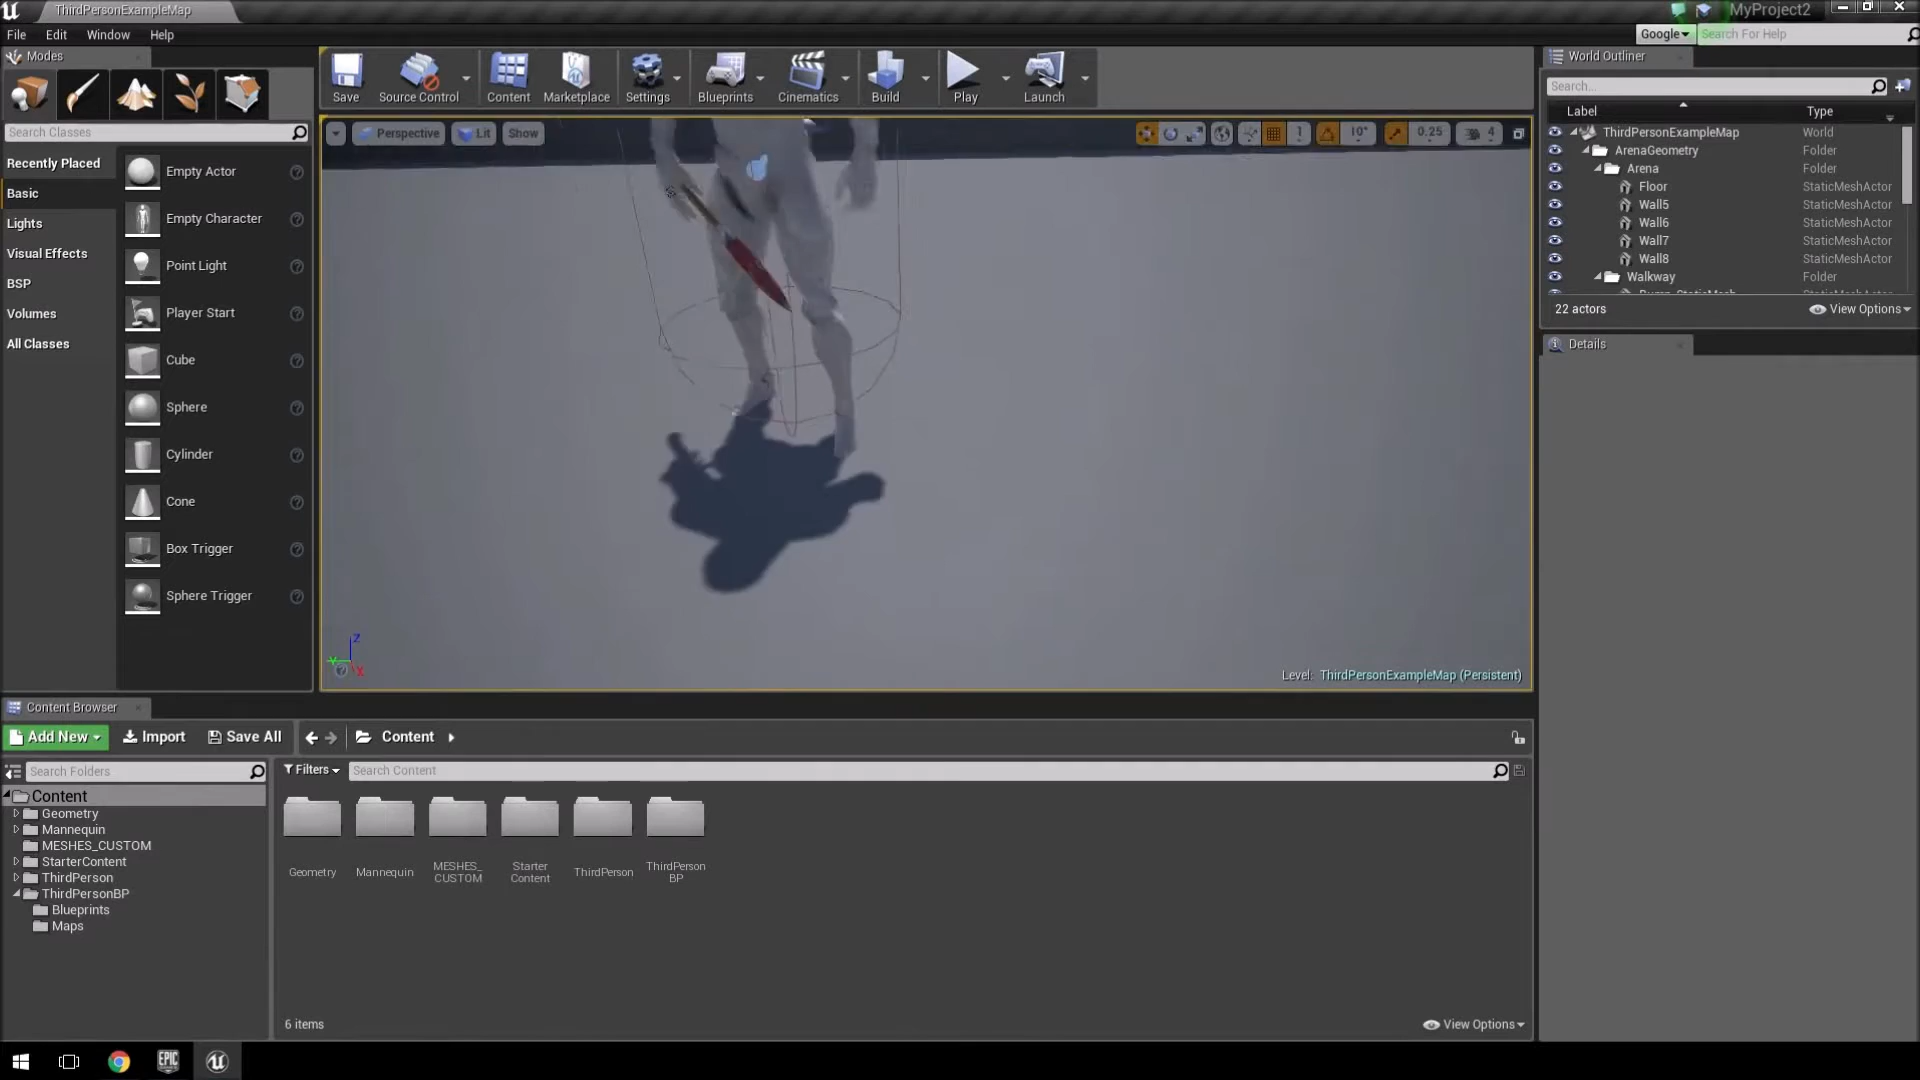 ThirdPersonExampleMap
MyProject2
File Edit Window Help
Google
Search For Help
Modes
Save
Source Control
Content
Marketplace
Settings
Blueprints
Cinematics
Build
Play
Launch
World Outliner
Search...
Label Type
Search Classes
Perspective
Lit
Show
1
10°
0.25
4
Recently Placed
Basic
Lights
Visual Effects
BSP
Volumes
All Classes
Empty Actor
Empty Character
Point Light
Player Start
Cube
Sphere
Cylinder
Cone
Box Trigger
Sphere Trigger
ThirdPersonExampleMap World
ArenaGeometry Folder
Arena Folder
Floor StaticMeshActor
Wall5 StaticMeshActor
Wall6 StaticMeshActor
Wall7 StaticMeshActor
Wall8 StaticMeshActor
Walkway Folder
Bump_StaticMesh StaticMeshActor
22 actors
View Options
Details
Z
Y
X
Level: ThirdPersonExampleMap (Persistent)
Content Browser
Add New
Import
Save All
Content
Search Folders
Filters
Search Content
Content
Geometry
Mannequin
MESHES_CUSTOM
StarterContent
ThirdPerson
ThirdPersonBP
Blueprints
Maps
Geometry
Mannequin
MESHES_
CUSTOM
Starter
Content
ThirdPerson
ThirdPerson
BP
6 items
View Options
EPIC